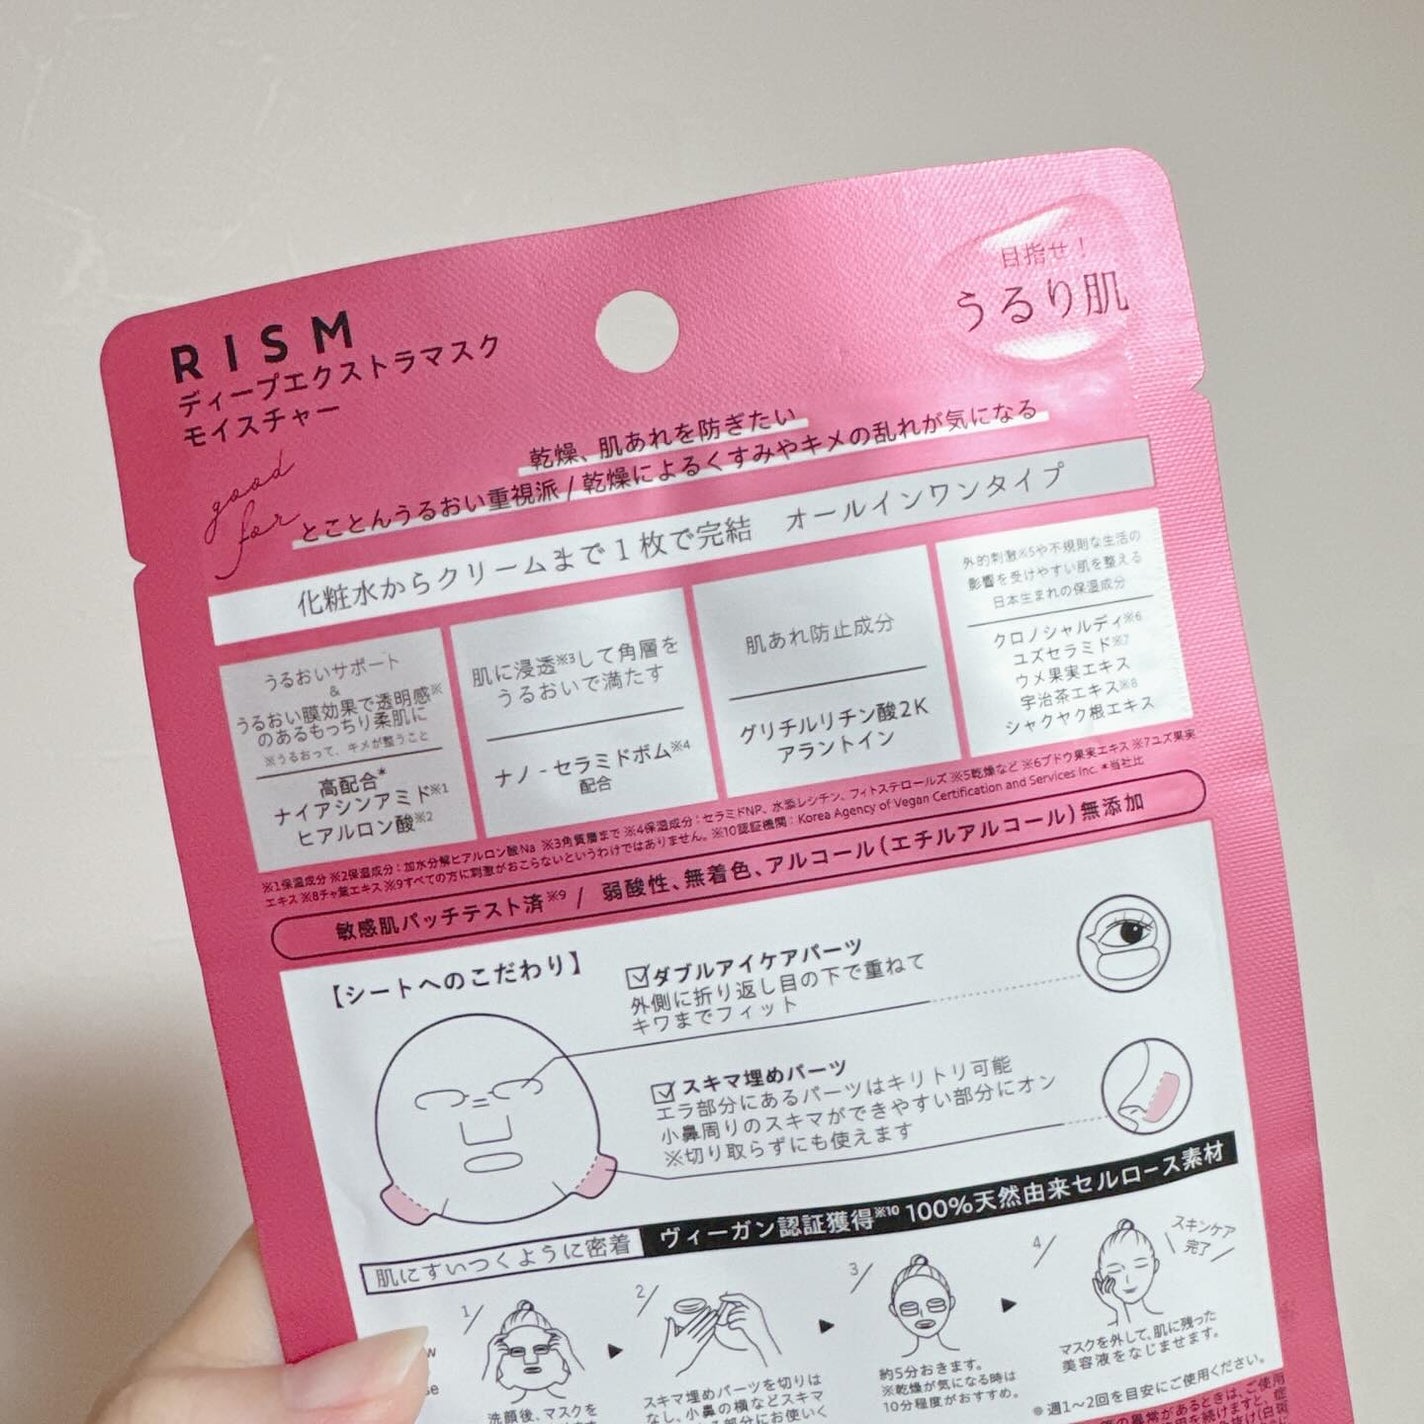 RISM
ディープエクストラマスク
モイスチャー
目指せ！
うるり肌
good
for
乾燥、肌あれを防ぎたい
とことんうるおい重視派 / 乾燥によるくすみやキメの乱れが気になる
化粧水からクリームまで1枚で完結 オールインワンタイプ
うるおいサポート
&
うるおい膜効果で透明感※
のあるもっちり柔肌に
※うるおって、キメが整うこと
高配合*
ナイアシンアミド※1
ヒアルロン酸※2
肌に浸透※3して角層を
うるおいで満たす
ナノ - セラミドボム※4
配合
肌あれ防止成分
グリチルリチン酸2K
アラントイン
外的刺激※5や不規則な生活の
影響を受けやすい肌を整える
日本生まれの保湿成分
クロノシャルディ※6
ユズセラミド※7
ウメ果実エキス
宇治茶エキス※8
シャクヤク根エキス
※1保湿成分 ※2保湿成分：加水分解ヒアルロン酸Na ※3角質層まで ※4保湿成分：セラミドNP、水添レシチン、フィトステロールズ ※5乾燥など ※6ブドウ果実エキス ※7ユズ果実
エキス ※8チャ葉エキス ※9すべての方に刺激がおこらないというわけではありません。 ※10認証機関：Korea Agency of Vegan Certification and Services Inc. *当社比
敏感肌パッチテスト済※9 / 弱酸性、無着色、アルコール（エチルアルコール）無添加
【シートへのこだわり】
ダブルアイケアパーツ
外側に折り返し目の下で重ねて
キワまでフィット
スキマ埋めパーツ
エラ部分にあるパーツはキリトリ可能
小鼻周りのスキマができやすい部分にオン
※切り取らずにも使えます
肌にすいつくように密着 ヴィーガン認証獲得※10 100%天然由来セルロース素材
1/
洗顔後、マスクを
2/
スキマ埋めパーツを切りは
なし、小鼻の横などスキマ
部分にお使いく
3/
約5分おきます。
※乾燥が気になる時は
10分程度がおすすめ。
4/
スキンケア
完了
マスクを外して、肌に残った
美容液をなじませます。
※週1〜2回を目安にご使用ください。
の異常があるときは、ご使用